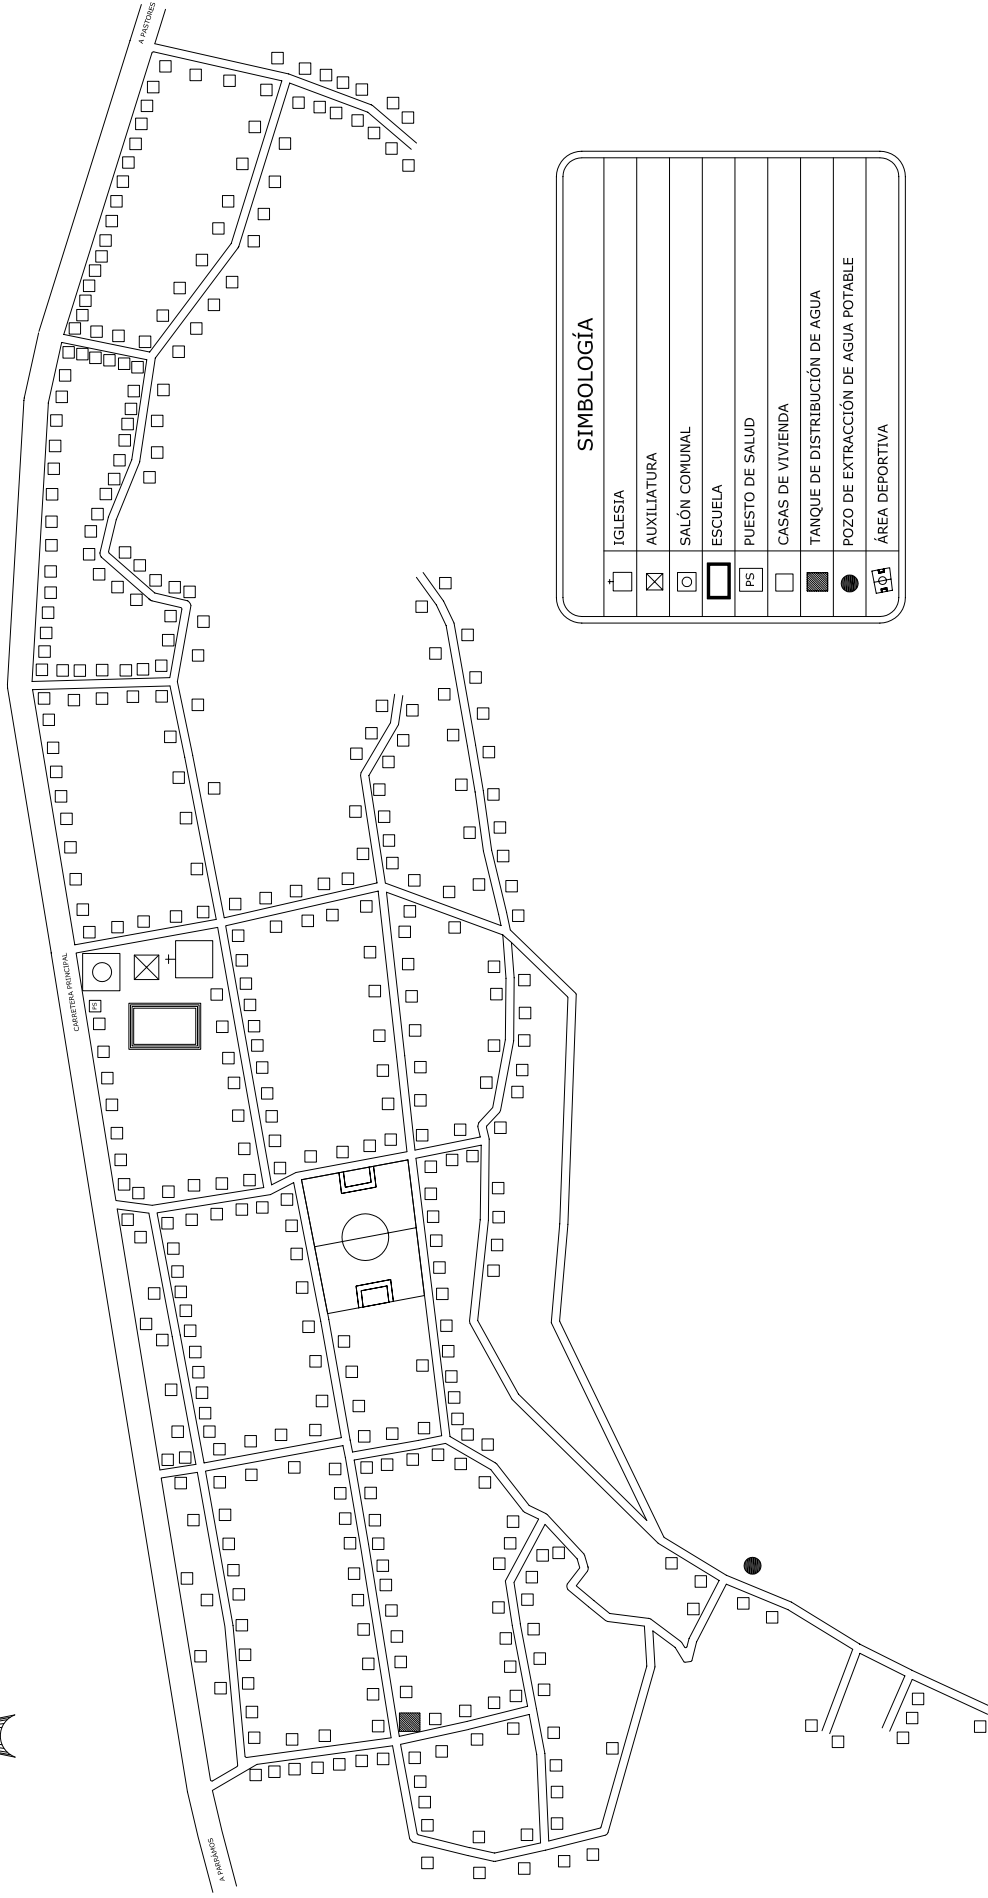 A PASTORES
CARRETERA PRINCIPAL
PS
A PARRAMOS
SIMBOLOGÍA
IGLESIA
AUXILIATURA
SALÓN COMUNAL
ESCUELA
PS PUESTO DE SALUD
CASAS DE VIVIENDA
TANQUE DE DISTRIBUCIÓN DE AGUA
POZO DE EXTRACCIÓN DE AGUA POTABLE
ÁREA DEPORTIVA